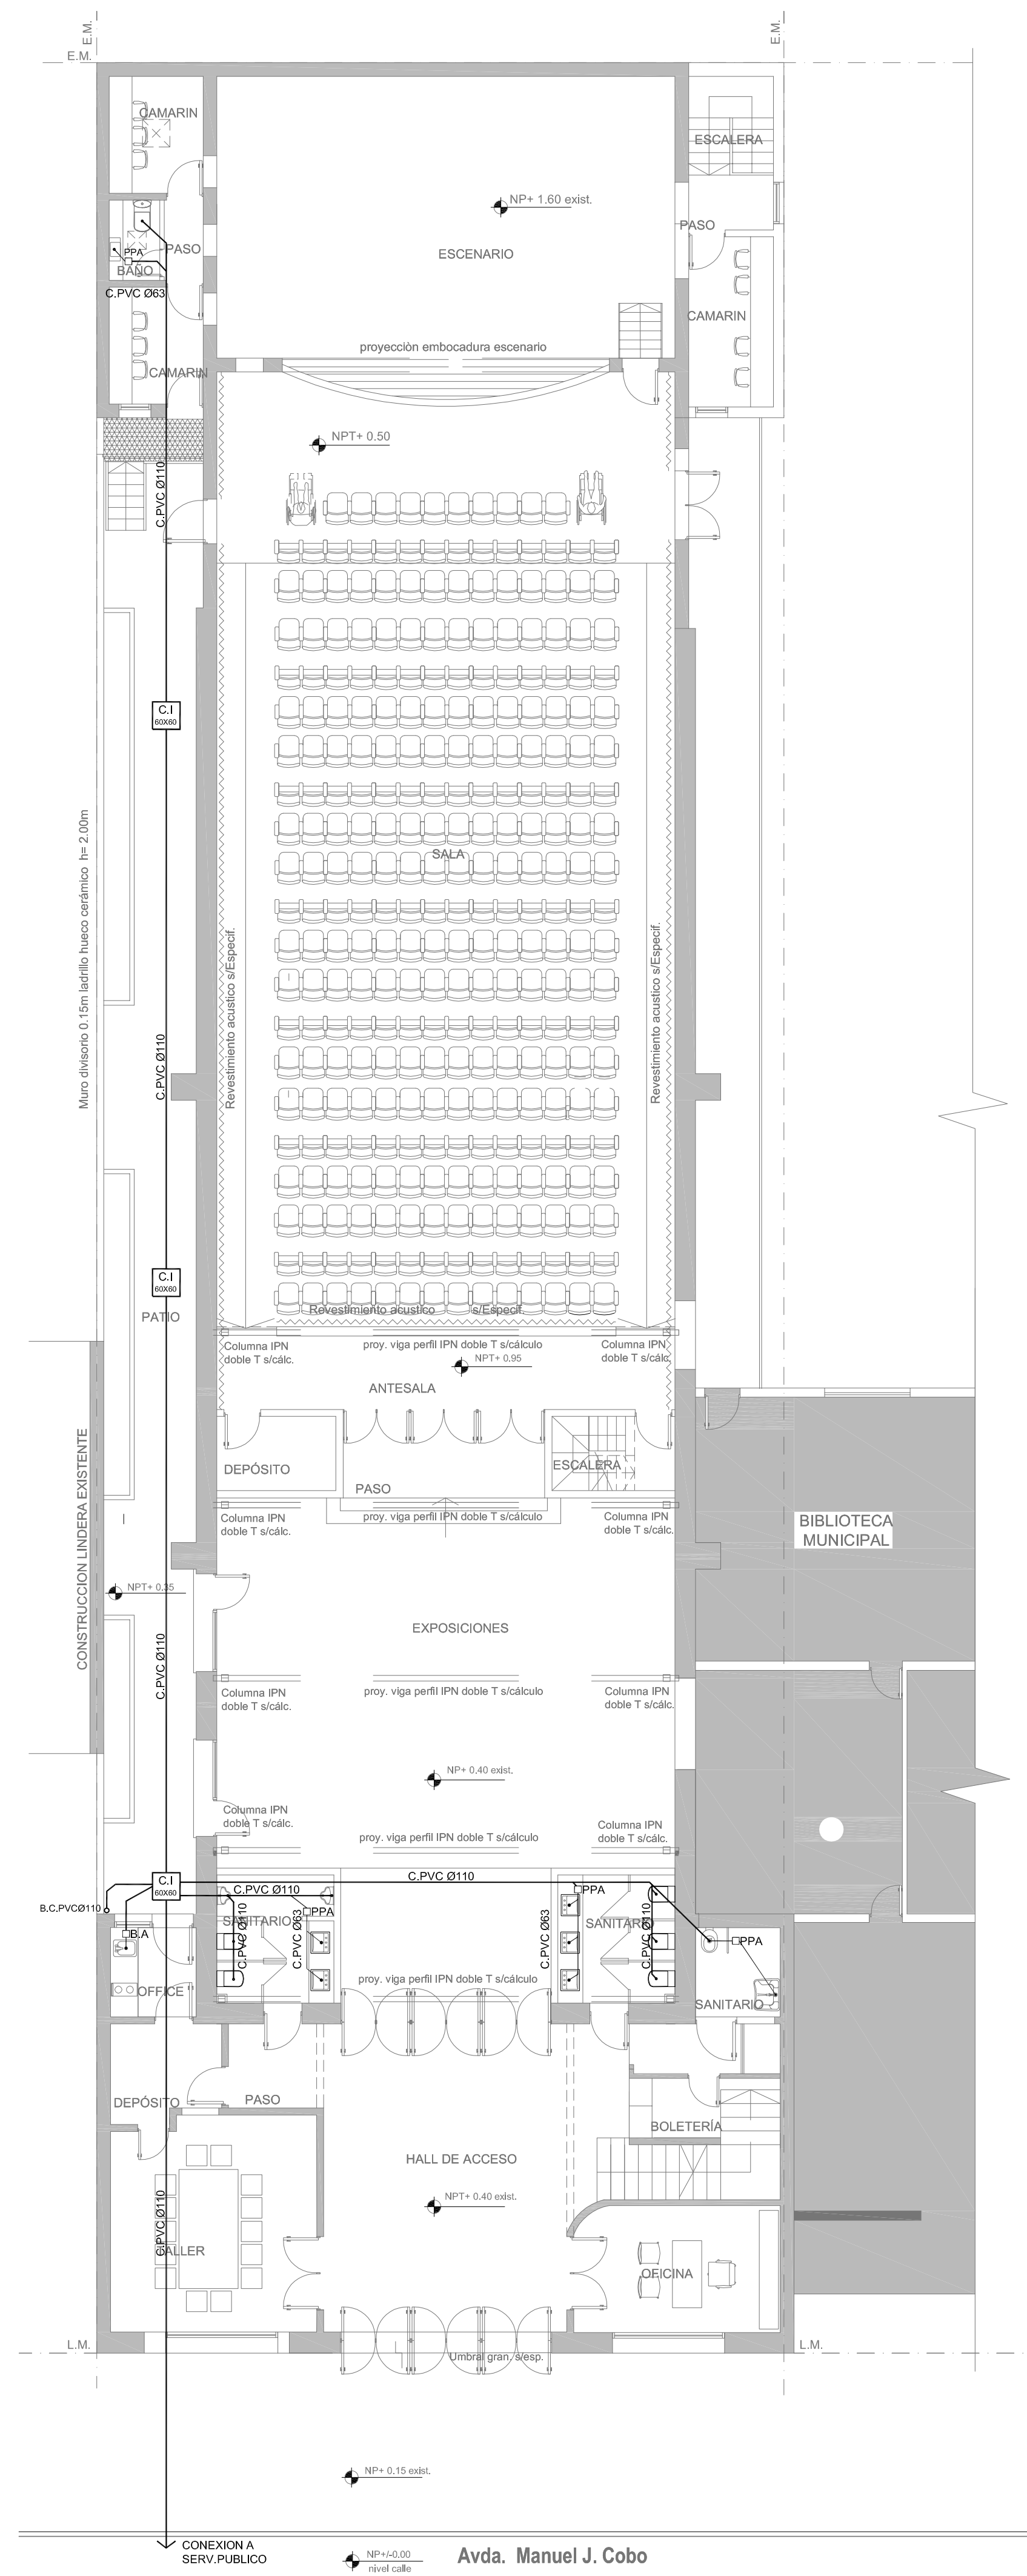 E.M.
E.M.
E.M.
CAMARIN
ESCALERA
NP+ 1.60 exist.
PASO
PASO
ESCENARIO
PPA
BAÑO
C.PVC Ø63
CAMARIN
proyecciòn embocadura escenario
CAMARIN
NPT+ 0.50
C.PVC Ø110
C.I
60X60
Muro divisorio 0.15m ladrillo hueco cerámico h= 2.00m
SALA
Revestimiento acustico s/Especif.
Revestimiento acustico s/Especif.
C.PVC Ø110
C.I
60X60
PATIO
Revestimiento acustico s/Especif.
Columna IPN
doble T s/cálc.
proy. viga perfil IPN doble T s/cálculo
Columna IPN
doble T s/cálc.
NPT+ 0.95
ANTESALA
DEPÓSITO
ESCALERA
PASO
CONSTRUCCION LINDERA EXISTENTE
Columna IPN
doble T s/cálc.
proy. viga perfil IPN doble T s/cálculo
Columna IPN
doble T s/cálc.
BIBLIOTECA
MUNICIPAL
NPT+ 0.35
EXPOSICIONES
C.PVC Ø110
Columna IPN
doble T s/cálc.
proy. viga perfil IPN doble T s/cálculo
Columna IPN
doble T s/cálc.
NP+ 0.40 exist.
Columna IPN
doble T s/cálc.
proy. viga perfil IPN doble T s/cálculo
Columna IPN
doble T s/cálc.
C.PVC Ø110
C.I
60X60
C.PVC Ø110
PPA
B.C.PVCØ110
PPA
SANITARIO
SANITARIO
B.A
PPA
C.PVC Ø110
C.PVC Ø63
C.PVC Ø63
C.PVC Ø110
proy. viga perfil IPN doble T s/cálculo
OFFICE
SANITARIO
DEPÓSITO
PASO
BOLETERÍA
HALL DE ACCESO
NPT+ 0.40 exist.
C.PVC Ø110
TALLER
OFICINA
L.M.
L.M.
Umbral gran. s/esp.
NP+ 0.15 exist.
CONEXION A
SERV.PUBLICO
NP+/-0.00
nivel calle
Avda. Manuel J. Cobo